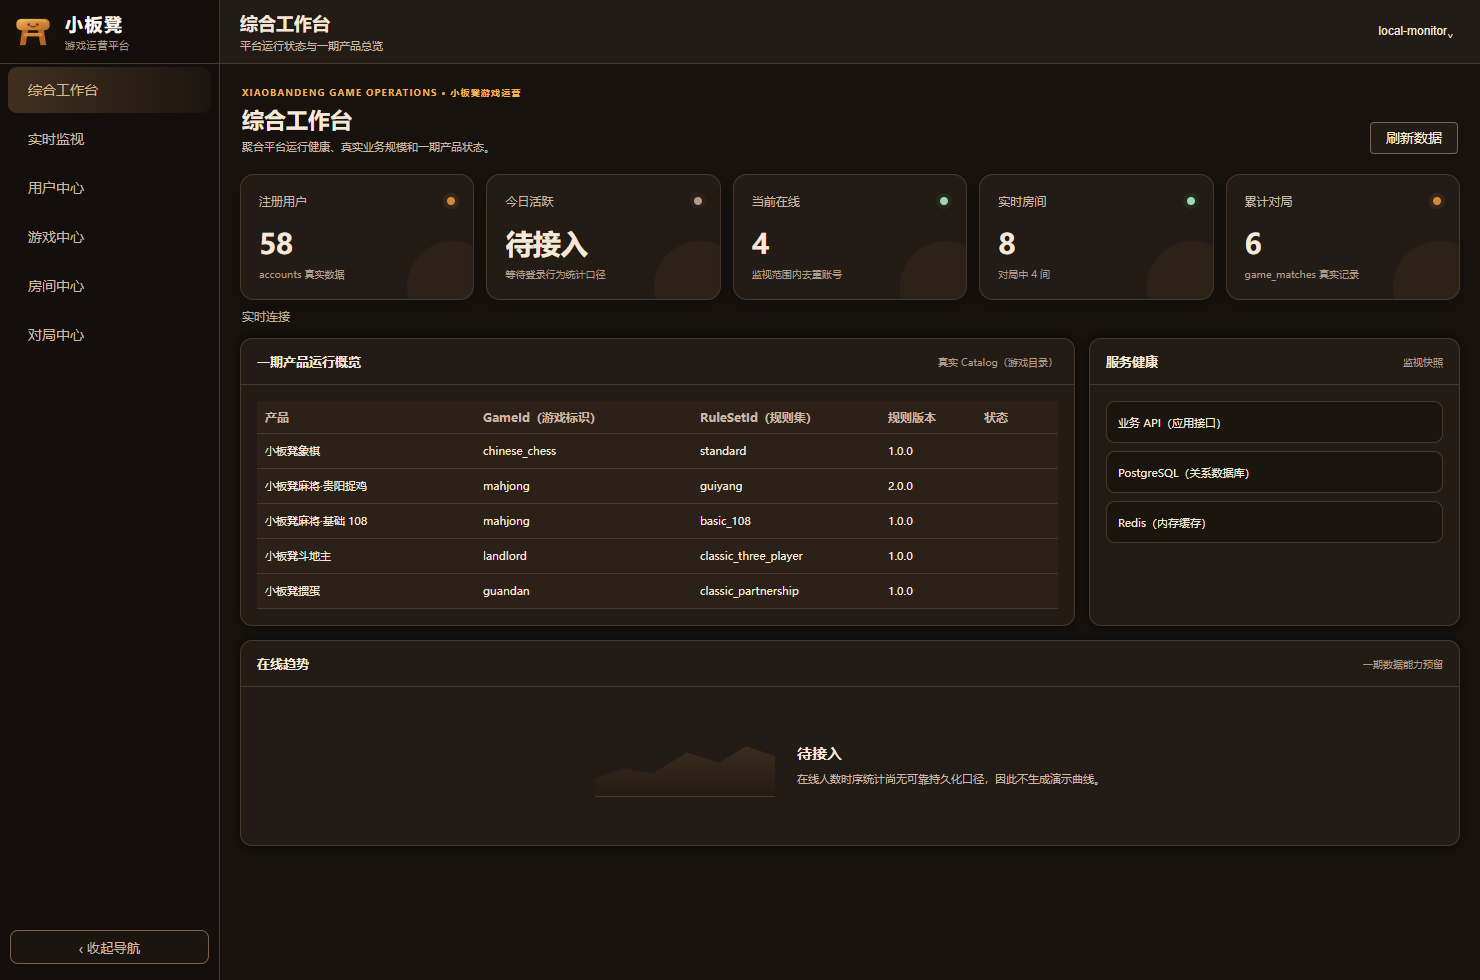 小板凳
游戏运营平台
综合工作台
实时监视
用户中心
游戏中心
房间中心
对局中心
‹ 收起导航
综合工作台
平台运行状态与一期产品总览
local-monitor
XIAOBANDENG GAME OPERATIONS • 小板凳游戏运营
综合工作台
聚合平台运行健康、真实业务规模和一期产品状态。
刷新数据
注册用户
58
accounts 真实数据
今日活跃
待接入
等待登录行为统计口径
当前在线
4
监视范围内去重账号
实时房间
8
对局中 4 间
累计对局
6
game_matches 真实记录
实时连接
一期产品运行概览 真实 Catalog（游戏目录）
产品 GameId（游戏标识） RuleSetId（规则集） 规则版本 状态
小板凳象棋 chinese_chess standard 1.0.0
小板凳麻将·贵阳捉鸡 mahjong guiyang 2.0.0
小板凳麻将·基础 108 mahjong basic_108 1.0.0
小板凳斗地主 landlord classic_three_player 1.0.0
小板凳掼蛋 guandan classic_partnership 1.0.0
服务健康 监视快照
业务 API（应用接口）
PostgreSQL（关系数据库）
Redis（内存缓存）
在线趋势 一期数据能力预留
待接入
在线人数时序统计尚无可靠持久化口径，因此不生成演示曲线。